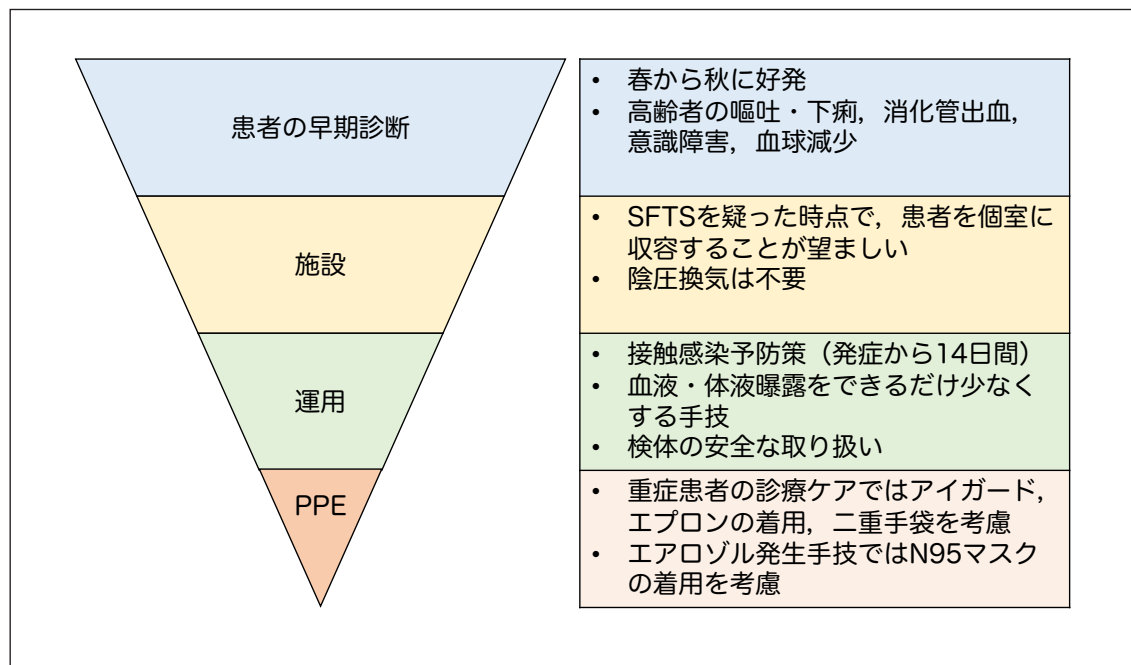 患者の早期診断
・ 春から秋に好発
・ 高齢者の嘔吐・下痢，消化管出血，
意識障害，血球減少
施設
・ SFTSを疑った時点で，患者を個室に
収容することが望ましい
・ 陰圧換気は不要
運用
・ 接触感染予防策（発症から14日間）
・ 血液・体液曝露をできるだけ少なく
する手技
・ 検体の安全な取り扱い
PPE
・ 重症患者の診療ケアではアイガード，
エプロンの着用，二重手袋を考慮
・ エアロゾル発生手技ではN95マスク
の着用を考慮